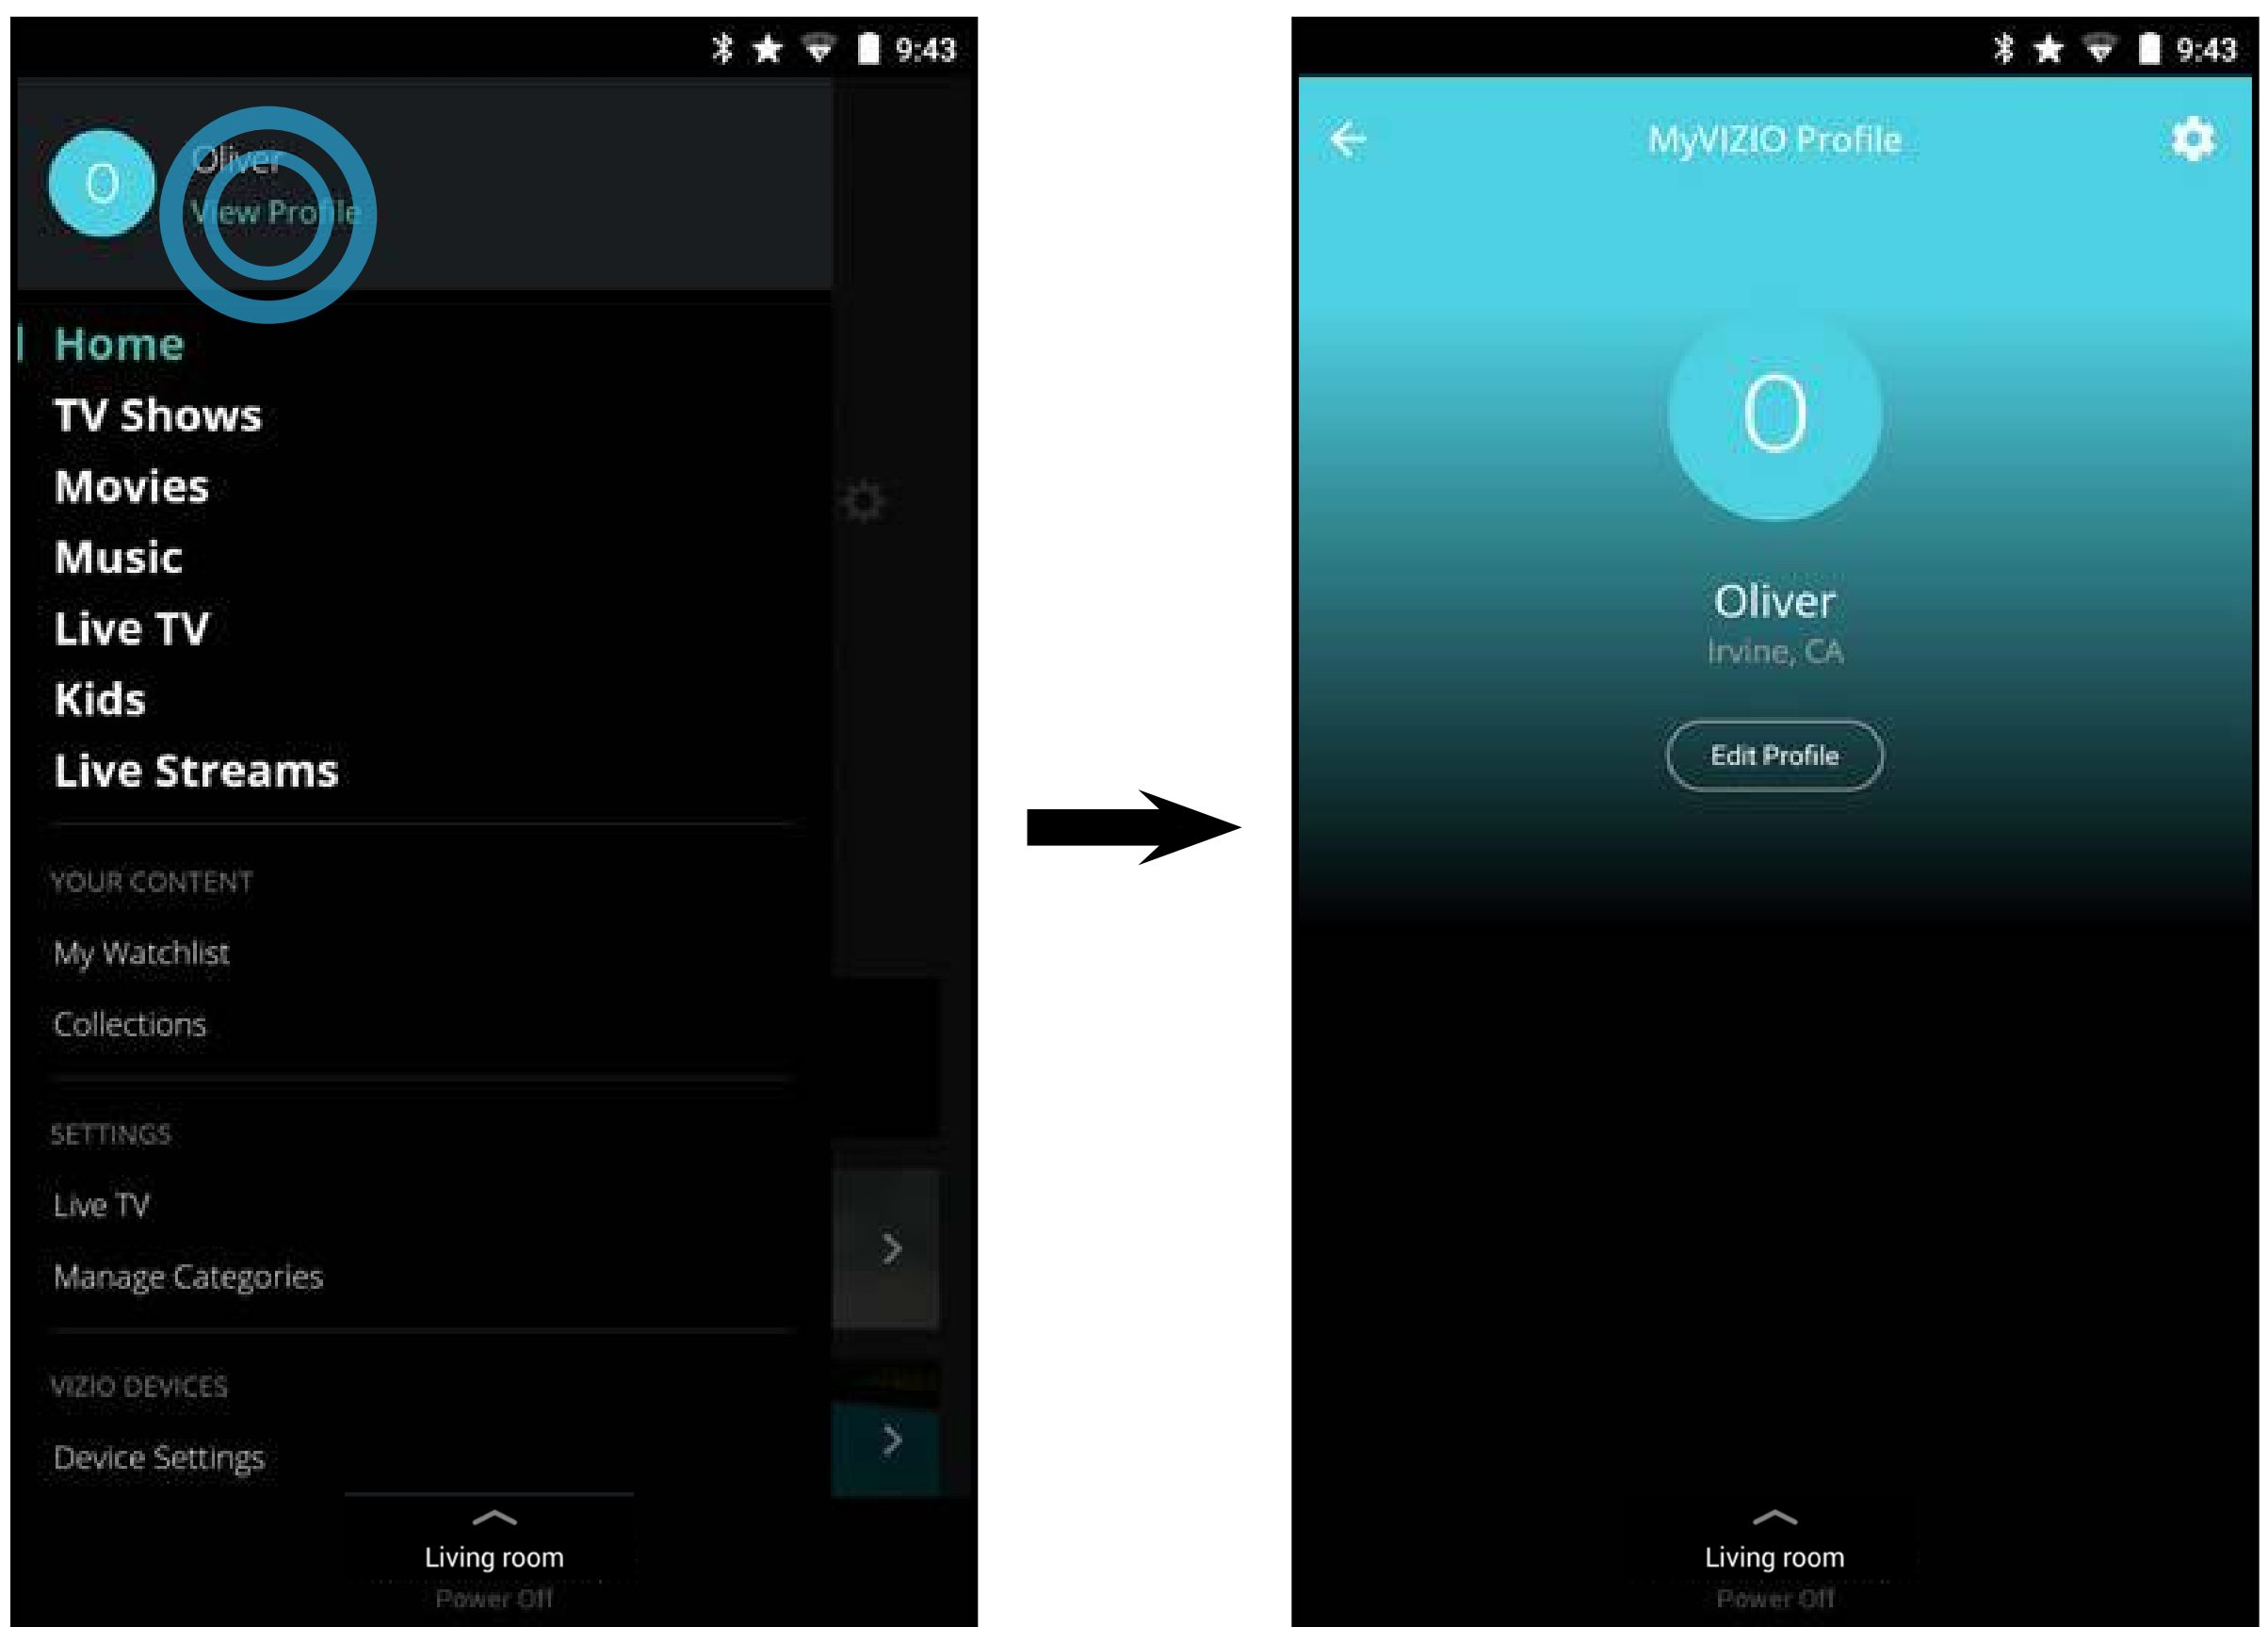 9:43
O
Oliver
View Profile
Home
TV Shows
Movies
Music
Live TV
Kids
Live Streams
YOUR CONTENT
My Watchlist
Collections
SETTINGS
Live TV
Manage Categories
VIZIO DEVICES
Device Settings
Living room
Power Off
9:43
MyVIZIO Profile
O
Oliver
Irvine, CA
Edit Profile
Living room
Power Off